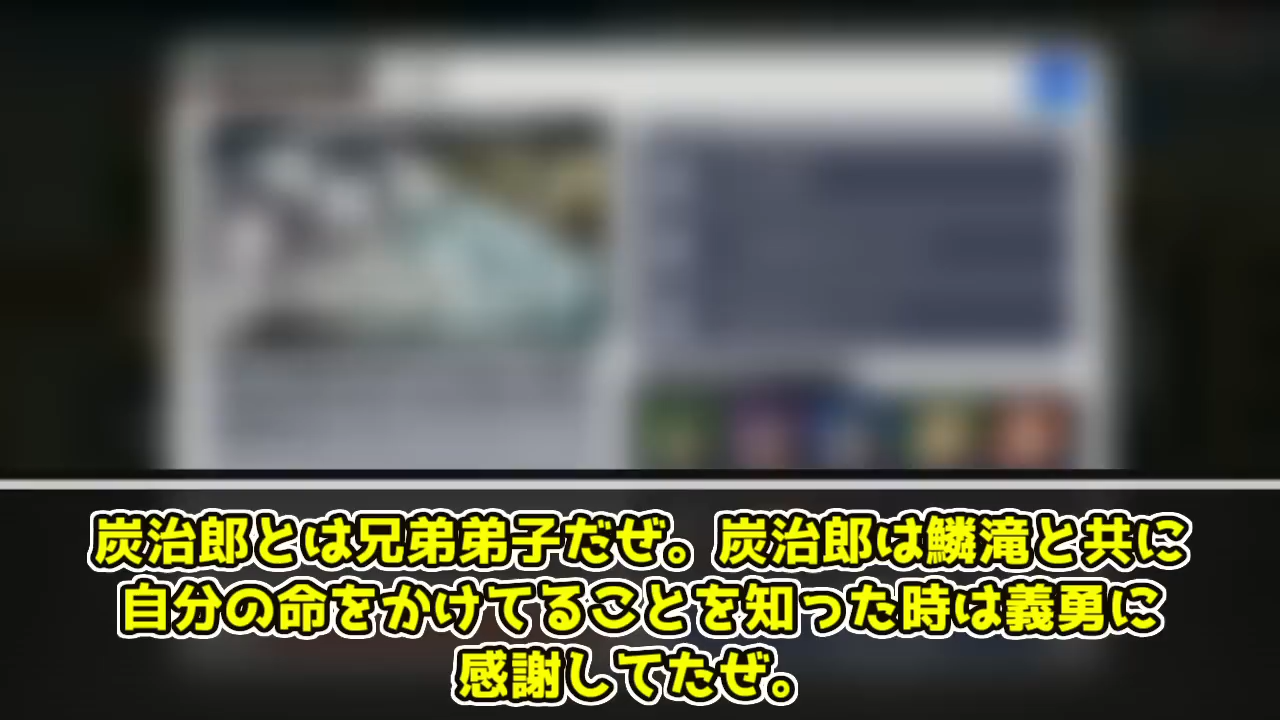 炭治郎とは兄弟弟子だぜ。炭治郎は鱗滝と共に
自分の命をかけてることを知った時は義勇に
感謝してたぜ。